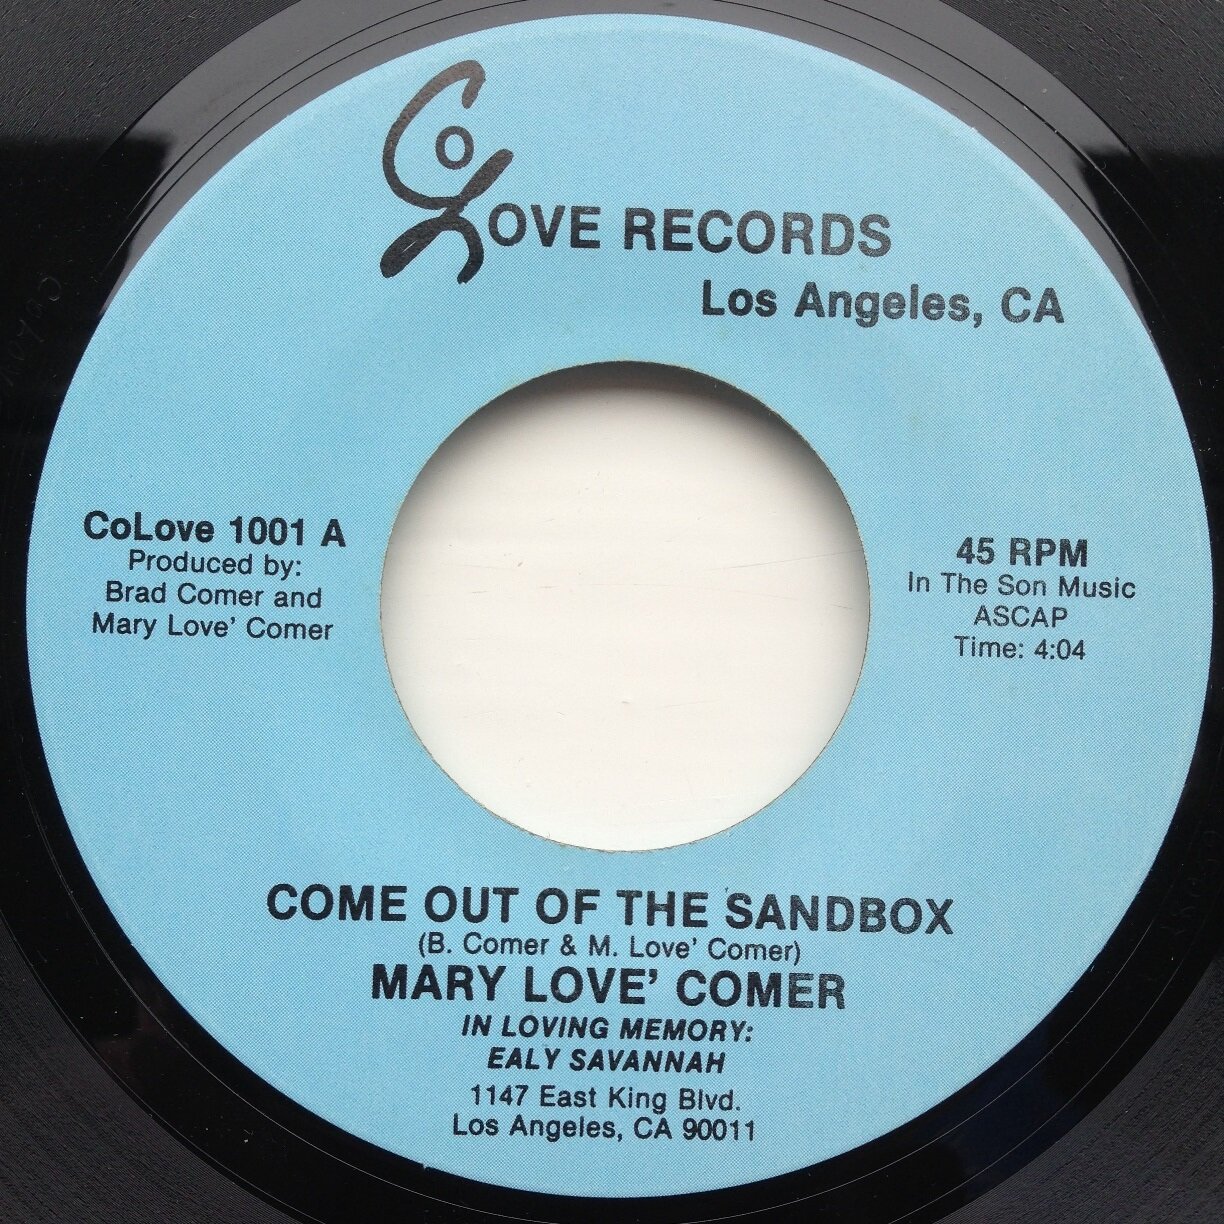 CoLOVE RECORDS
Los Angeles, CA
CoLove 1001 A
Produced by:
Brad Comer and
Mary Love' Comer
45 RPM
In The Son Music
ASCAP
Time: 4:04
COME OUT OF THE SANDBOX
(B. Comer & M. Love' Comer)
MARY LOVE' COMER
IN LOVING MEMORY:
EALY SAVANNAH
1147 East King Blvd.
Los Angeles, CA 90011